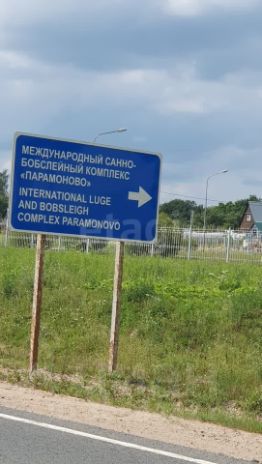 МЕЖДУНАРОДНЫЙ САННО-
БОБСЛЕЙНЫЙ КОМПЛЕКС
«ПАРАМОНОВО»
INTERNATIONAL LUGE
AND BOBSLEIGH
COMPLEX PARAMONOVO